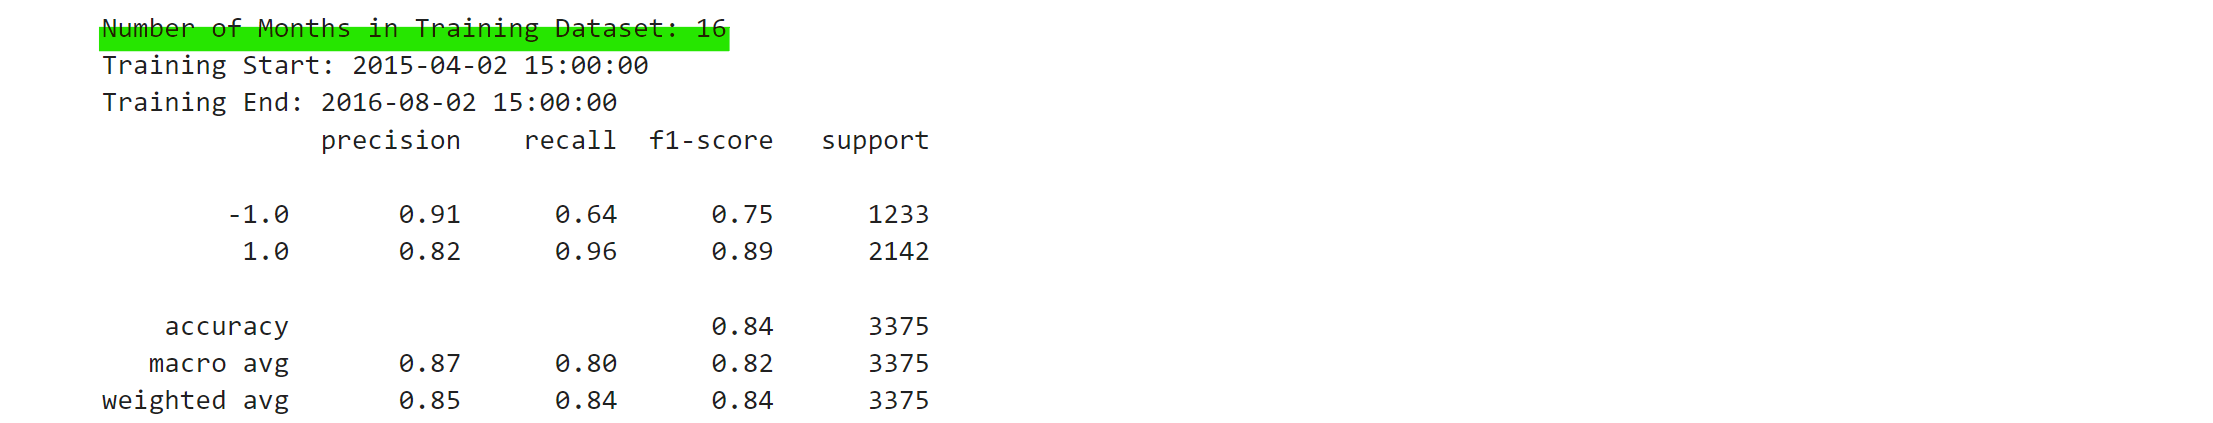 Number of Months in Training Dataset: 16
Training Start: 2015-04-02 15:00:00
Training End: 2016-08-02 15:00:00
precision recall f1-score support
-1.0 0.91 0.64 0.75 1233
1.0 0.82 0.96 0.89 2142
accuracy 0.84 3375
macro avg 0.87 0.80 0.82 3375
weighted avg 0.85 0.84 0.84 3375